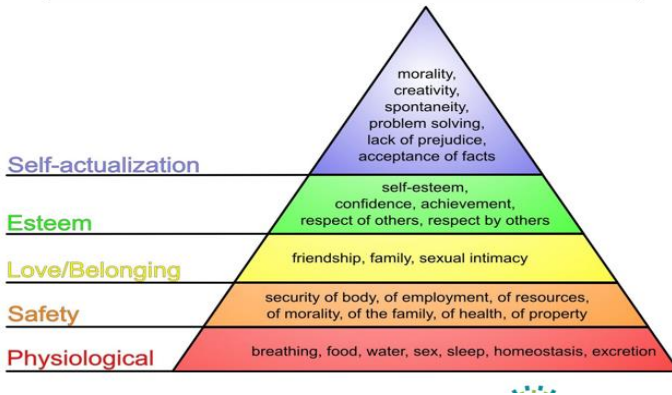 morality,
creativity,
spontaneity,
problem solving,
lack of prejudice,
acceptance of facts
Self-actualization
self-esteem,
confidence, achievement,
respect of others, respect by others
Esteem
friendship, family, sexual intimacy
Love/Belonging
security of body, of employment, of resources,
of morality, of the family, of health, of property
Safety
breathing, food, water, sex, sleep, homeostasis, excretion
Physiological